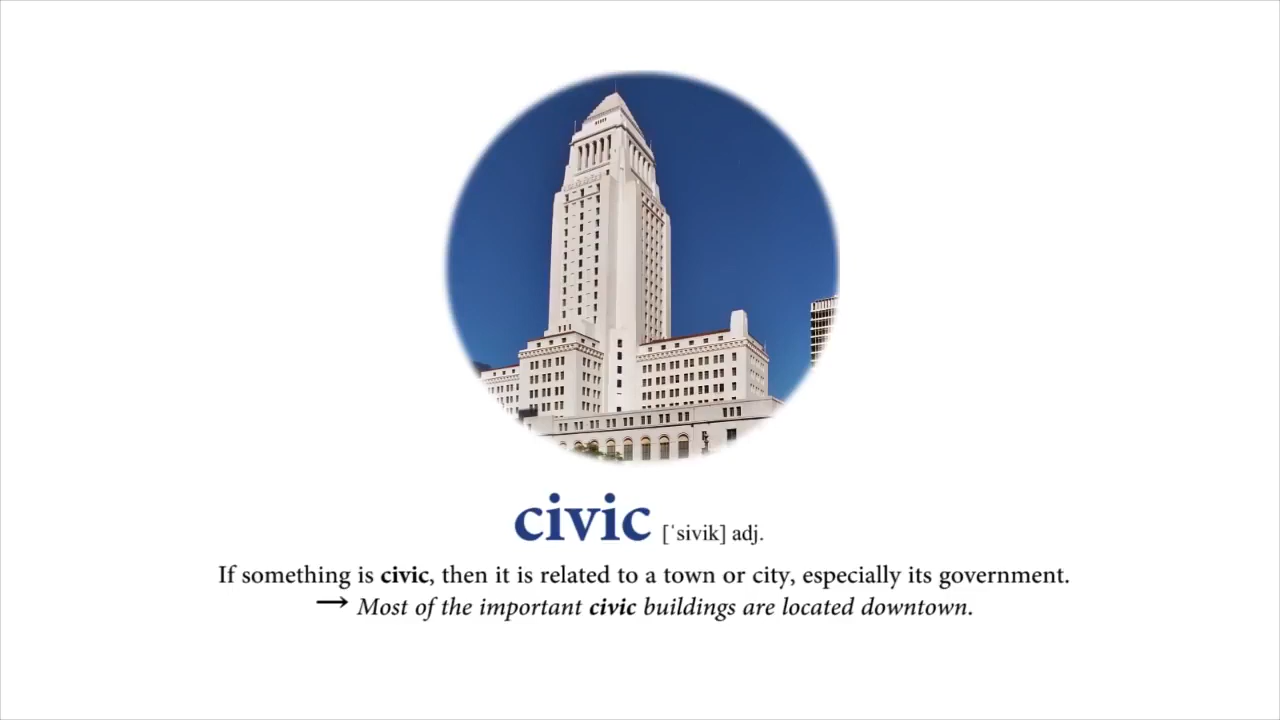 civic [ˈsivik] adj.
If something is civic, then it is related to a town or city, especially its government.
→ Most of the important civic buildings are located downtown.